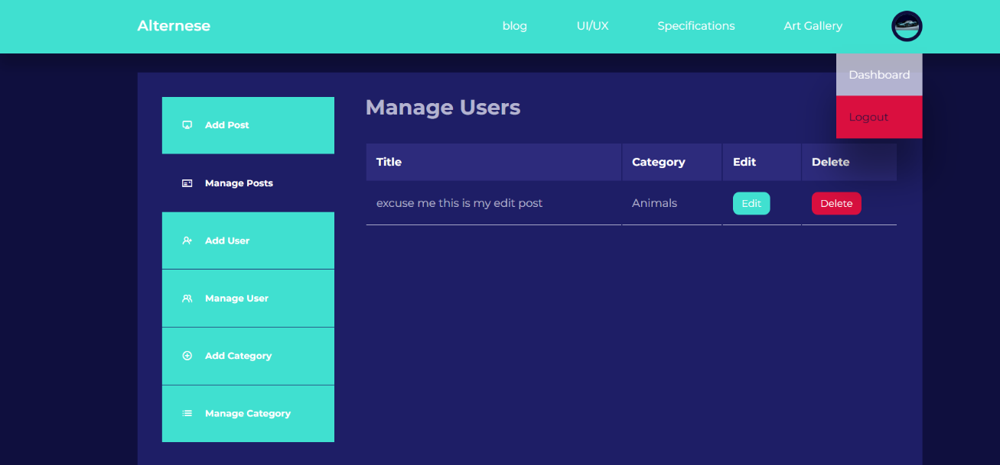 Alternese
blog
UI/UX
Specifications
Art Gallery
Dashboard
Logout
Add Post
Manage Posts
Add User
Manage User
Add Category
Manage Category
Manage Users
Title Category Edit Delete
excuse me this is my edit post Animals Edit Delete